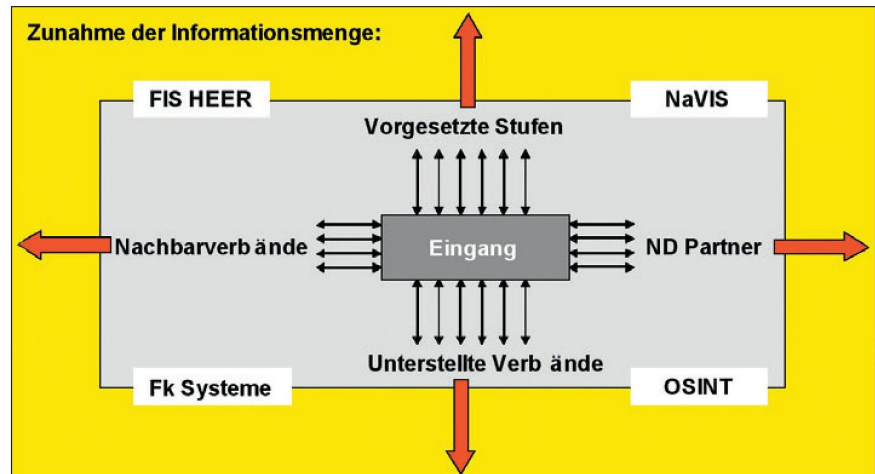 Zunahme der Informationsmenge:
FIS HEER
NaVIS
Vorgesetzte Stufen
Nachbarverb ände
Eingang
ND Partner
Unterstellte Verb ände
Fk Systeme
OSINT